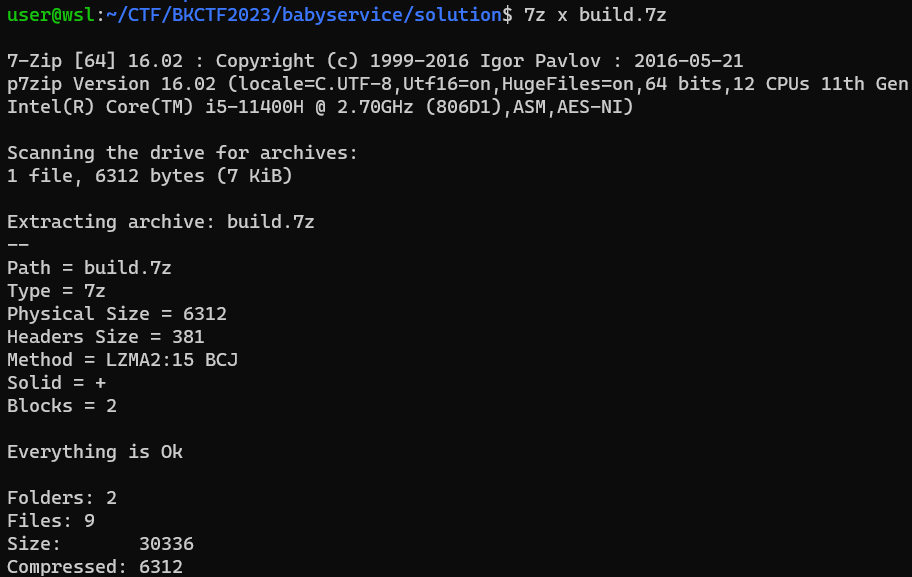 user@wsl:~/CTF/BKCTF2023/babyservice/solution$ 7z x build.7z
7-Zip [64] 16.02 : Copyright (c) 1999-2016 Igor Pavlov : 2016-05-21
p7zip Version 16.02 (locale=C.UTF-8,Utf16=on,HugeFiles=on,64 bits,12 CPUs 11th Gen
Intel(R) Core(TM) i5-11400H @ 2.70GHz (806D1),ASM,AES-NI)
Scanning the drive for archives:
1 file, 6312 bytes (7 KiB)
Extracting archive: build.7z
--
Path = build.7z
Type = 7z
Physical Size = 6312
Headers Size = 381
Method = LZMA2:15 BCJ
Solid = +
Blocks = 2
Everything is Ok
Folders: 2
Files: 9
Size:       30336
Compressed: 6312